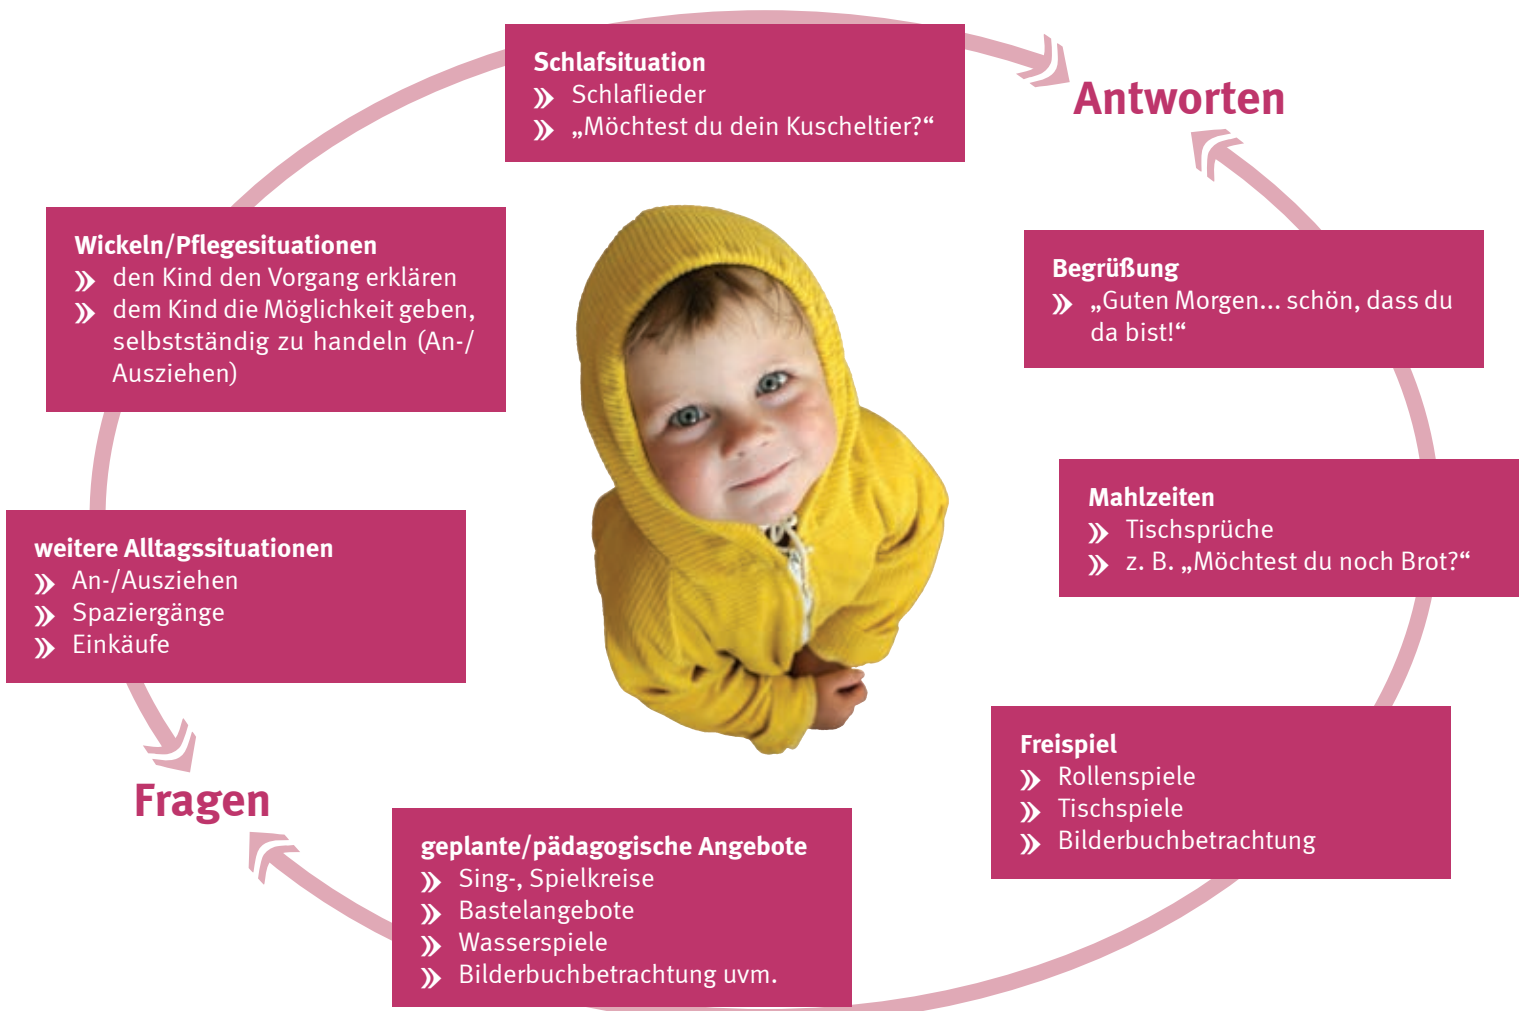 Schlafsituation
Schlaflieder
„Möchtest du dein Kuscheltier?“
Antworten
Wickeln/Pflegesituationen
den Kind den Vorgang erklären
dem Kind die Möglichkeit geben,
selbstständig zu handeln (An-/
Ausziehen)
Begrüßung
„Guten Morgen... schön, dass du
da bist!“
Mahlzeiten
Tischsprüche
z. B. „Möchtest du noch Brot?“
weitere Alltagssituationen
An-/Ausziehen
Spaziergänge
Einkäufe
Freispiel
Rollenspiele
Tischspiele
Bilderbuchbetrachtung
Fragen
geplante/pädagogische Angebote
Sing-, Spielkreise
Bastelangebote
Wasserspiele
Bilderbuchbetrachtung uvm.